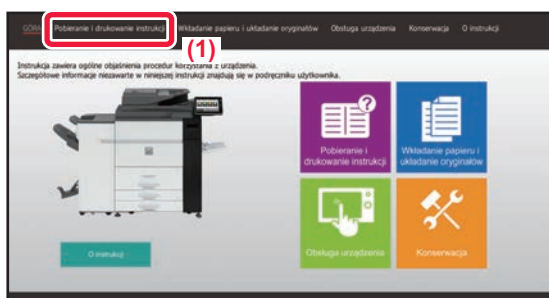 GÓRA Pobieranie i drukowanie instrukcji Wkładanie papieru i układanie oryginałów Obsługa urządzenia Konserwacja O instrukcji
(1)
Instrukcja zawiera ogólne objaśnienia procedur korzystania z urządzenia.
Szczegółowe informacje niezawarte w niniejszej instrukcji znajdują się w podręczniku użytkownika.
?
Pobieranie i
drukowanie instrukcji
Wkładanie papieru i
układanie oryginałów
Obsługa urządzenia
Konserwacja
O instrukcji